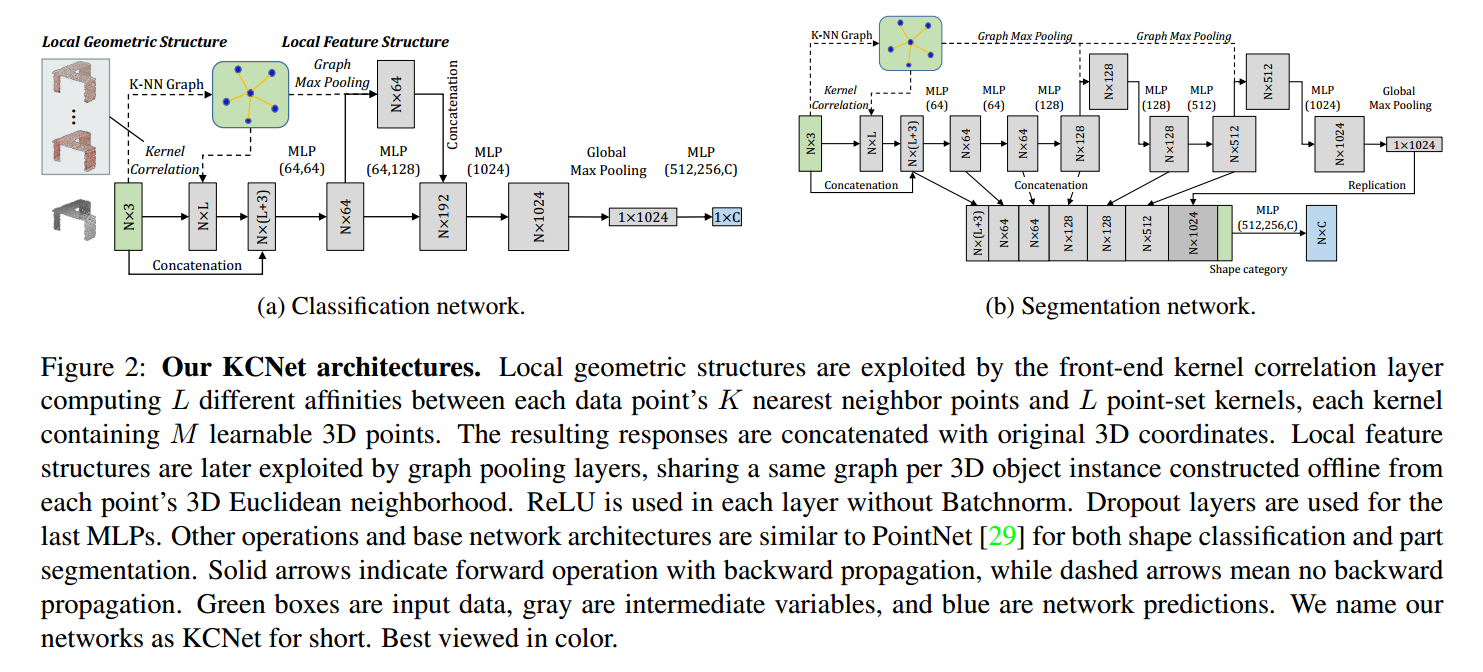 Local Geometric Structure
Local Feature Structure
K-NN Graph
Graph
Max Pooling
N×64
Concatenation
Kernel
Correlation
MLP
(64,64)
MLP
(64,128)
MLP
(1024)
Global
Max Pooling
MLP
(512,256,C)
N×3
N×L
N×(L+3)
N×64
N×192
N×1024
1×1024
1×C
Concatenation
(a) Classification network.
K-NN Graph
Graph Max Pooling
Graph Max Pooling
N×128
N×512
Kernel
Correlation
MLP
(64)
MLP
(64)
MLP
(128)
MLP
(128)
MLP
(512)
MLP
(1024)
Global
Max Pooling
N×3
N×L
N×(L+3)
N×64
N×64
N×128
N×128
N×512
N×1024
1×1024
Concatenation
Concatenation
Replication
N×(L+3)
N×64
N×64
N×128
N×128
N×512
N×1024
MLP
(512,256,C)
N×C
Shape category
(b) Segmentation network.
Figure 2: Our KCNet architectures. Local geometric structures are exploited by the front-end kernel correlation layer
computing L different affinities between each data point's K nearest neighbor points and L point-set kernels, each kernel
containing M learnable 3D points. The resulting responses are concatenated with original 3D coordinates. Local feature
structures are later exploited by graph pooling layers, sharing a same graph per 3D object instance constructed offline from
each point's 3D Euclidean neighborhood. ReLU is used in each layer without Batchnorm. Dropout layers are used for the
last MLPs. Other operations and base network architectures are similar to PointNet [29] for both shape classification and part
segmentation. Solid arrows indicate forward operation with backward propagation, while dashed arrows mean no backward
propagation. Green boxes are input data, gray are intermediate variables, and blue are network predictions. We name our
networks as KCNet for short. Best viewed in color.